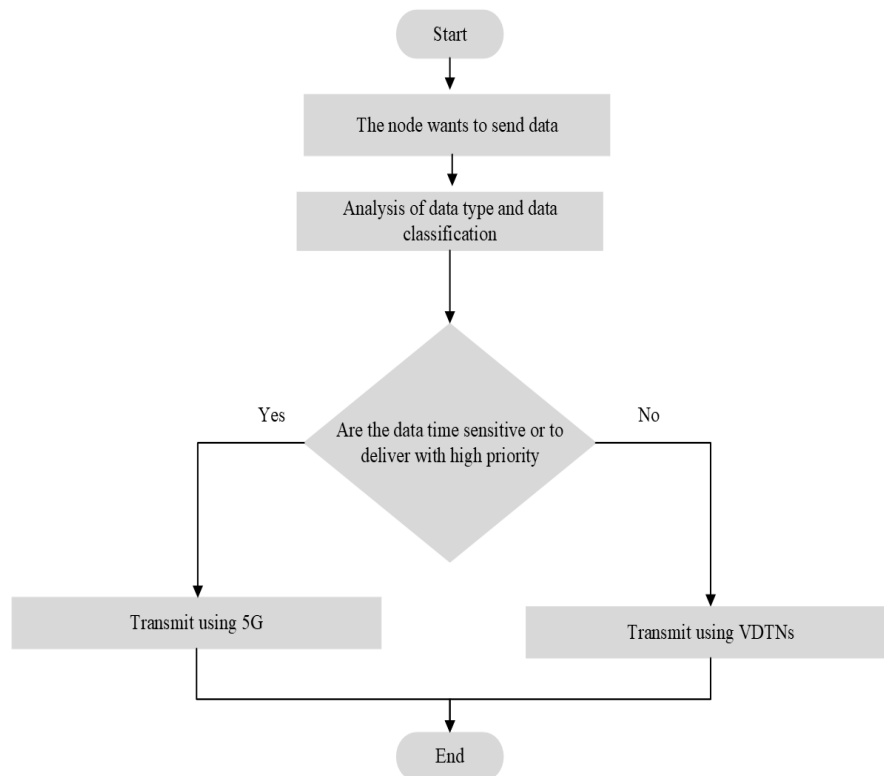 Start
The node wants to send data
Analysis of data type and data
classification
Yes
No
Are the data time sensitive or to
deliver with high priority
Transmit using 5G
Transmit using VDTNs
End